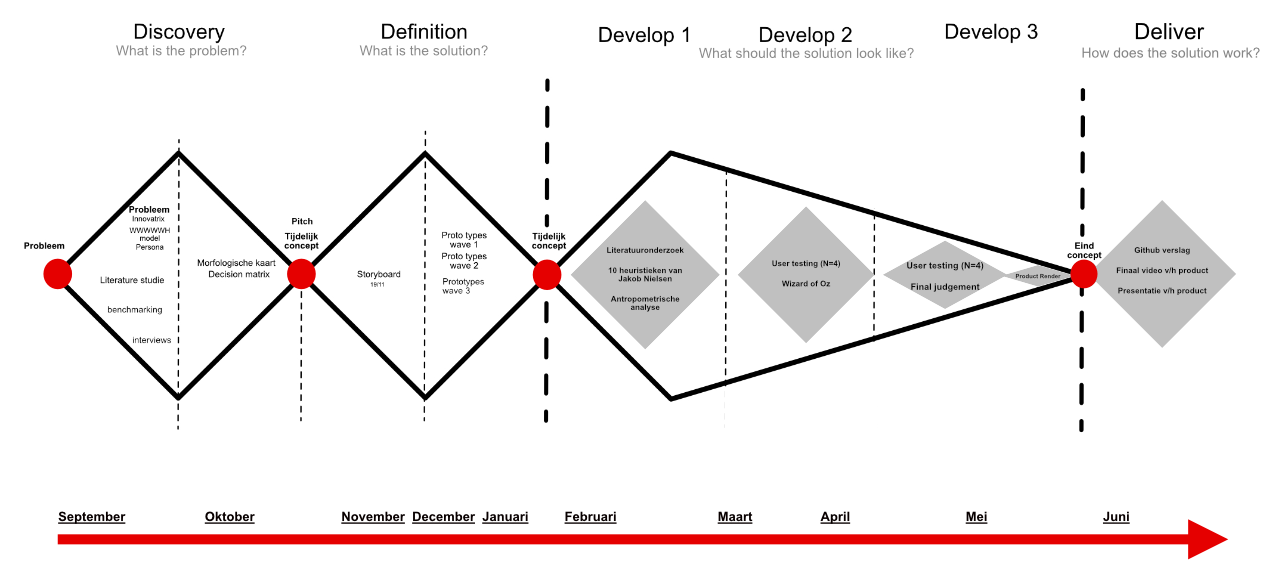 Discovery
What is the problem?
Definition
What is the solution?
Develop 1
Develop 2
What should the solution look like?
Develop 3
Deliver
How does the solution work?
Probleem
Probleem
Innovatrix
WWWWWH
model
Persona
Literature studie
benchmarking
interviews
Morfologische kaart
Decision matrix
Pitch
Tijdelijk
concept
Storyboard
19/11
Proto types
wave 1
Proto types
wave 2
Prototypes
wave 3
Tijdelijk
concept
Literatuuronderzoek
10 heuristieken van
Jakob Nielsen
Antropometrische
analyse
User testing (N=4)
Wizard of Oz
User testing (N=4)
Final judgement
Product Render
Eind
concept
Github verslag
Finaal video v/h product
Presentatie v/h product
September
Oktober
November
December
Januari
Februari
Maart
April
Mei
Juni